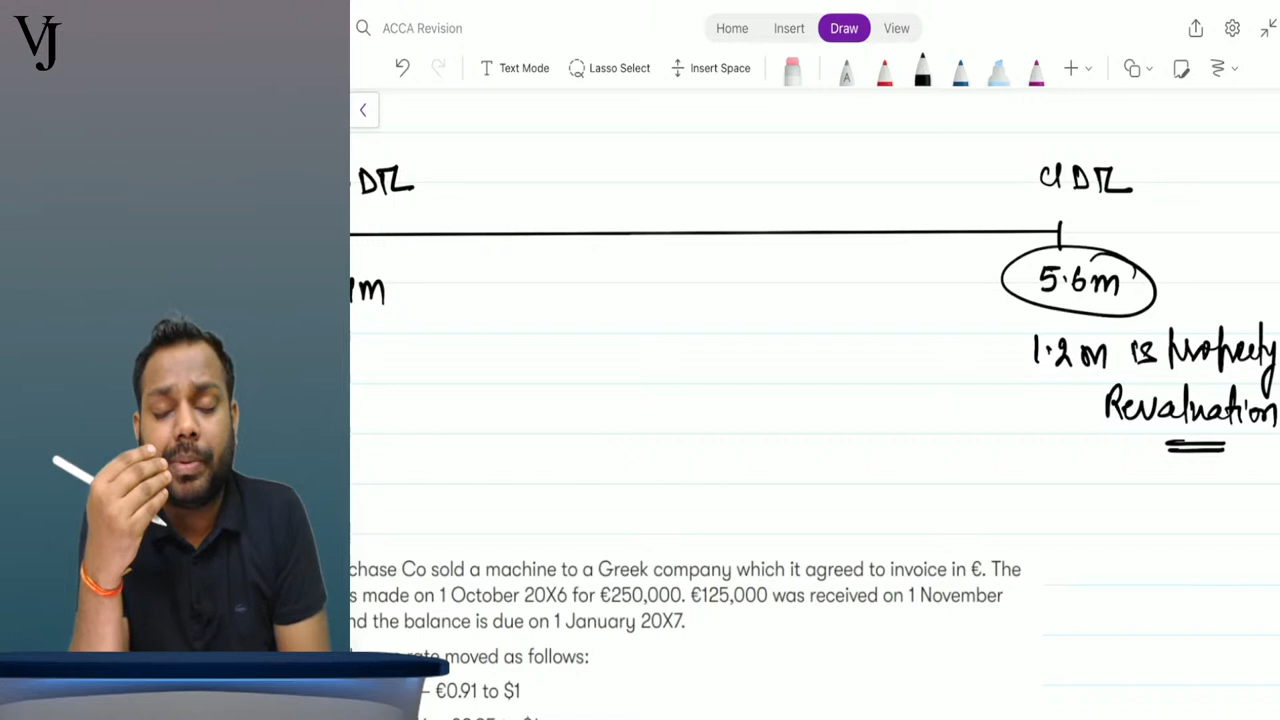 VJ
ACCA Revision
Home Insert Draw View
Text Mode Lasso Select Insert Space
A
DTL
cl DTL
m
5.6m
1.2m is Property
Revaluation
chase Co sold a machine to a Greek company which it agreed to invoice in €. The
s made on 1 October 20X6 for €250,000. €125,000 was received on 1 November
nd the balance is due on 1 January 20X7.
moved as follows:
– €0.91 to $1